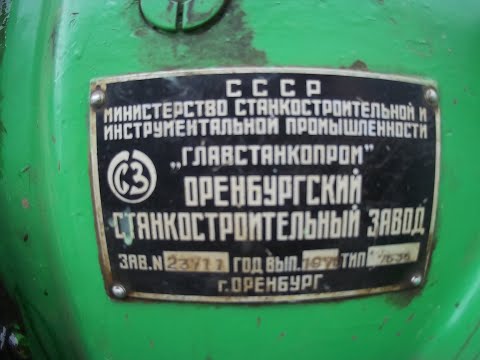 СССР
МИНИСТЕРСТВО СТАНКОСТРОИТЕЛЬНОЙ И
ИНСТРУМЕНТАЛЬНОЙ ПРОМЫШЛЕННОСТИ
„ГЛАВСТАНКОПРОМ"
СЗ ОРЕНБУРГСКИЙ
СТАНКОСТРОИТЕЛЬНЫЙ ЗАВОД
ЗАВ. N ГОД ВЫП. ТИП
г. ОРЕНБУРГ